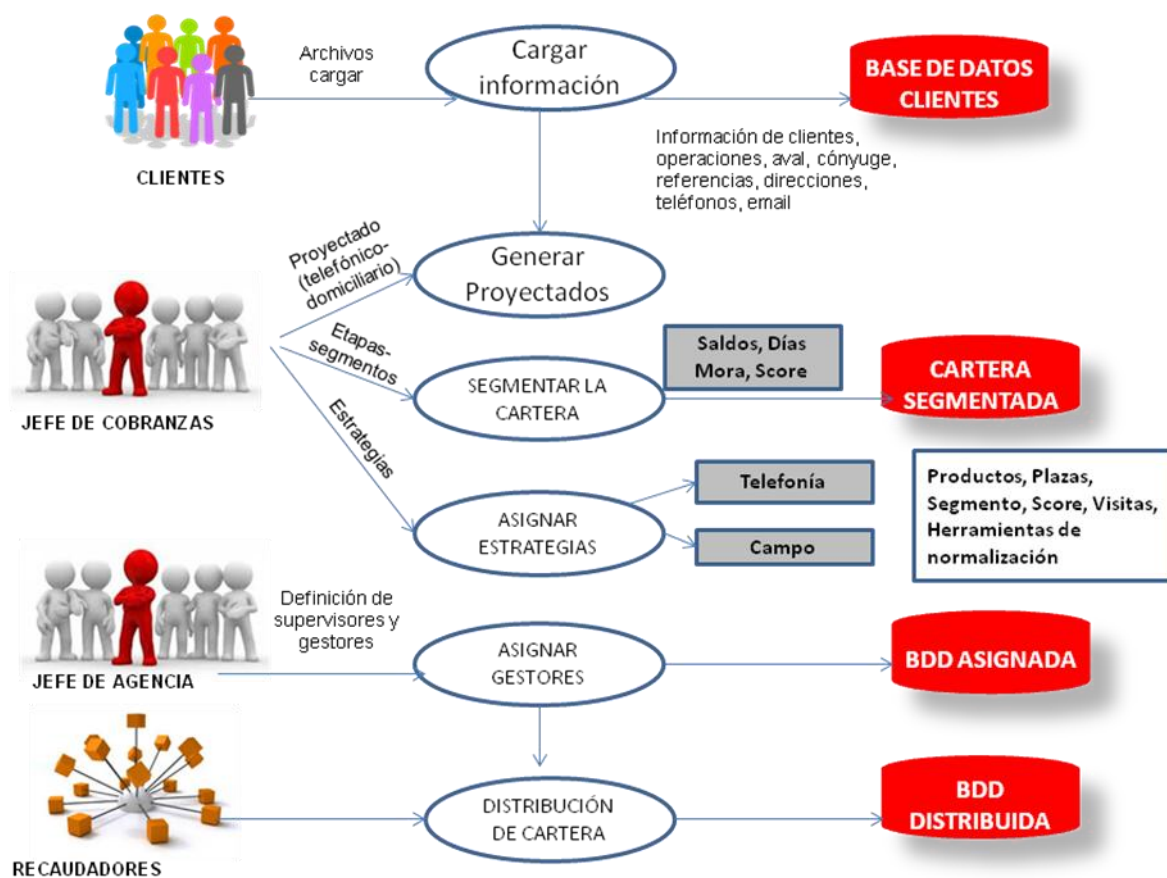 Archivos
cargar
Cargar
información
BASE DE DATOS
CLIENTES
CLIENTES
Información de clientes,
operaciones, aval, cónyuge,
referencias, direcciones,
teléfonos, email
Proyectado
(telefónico-
domiciliario)
Generar
Proyectados
Etapas-
segmentos
SEGMENTAR LA
CARTERA
Saldos, Días
Mora, Score
CARTERA
SEGMENTADA
JEFE DE COBRANZAS
Estrategias
ASIGNAR
ESTRATEGIAS
Telefonía
Campo
Productos, Plazas,
Segmento, Score, Visitas,
Herramientas de
normalización
Definición de
supervisores y
gestores
JEFE DE AGENCIA
ASIGNAR
GESTORES
BDD ASIGNADA
DISTRIBUCIÓN
DE CARTERA
BDD
DISTRIBUIDA
RECAUDADORES